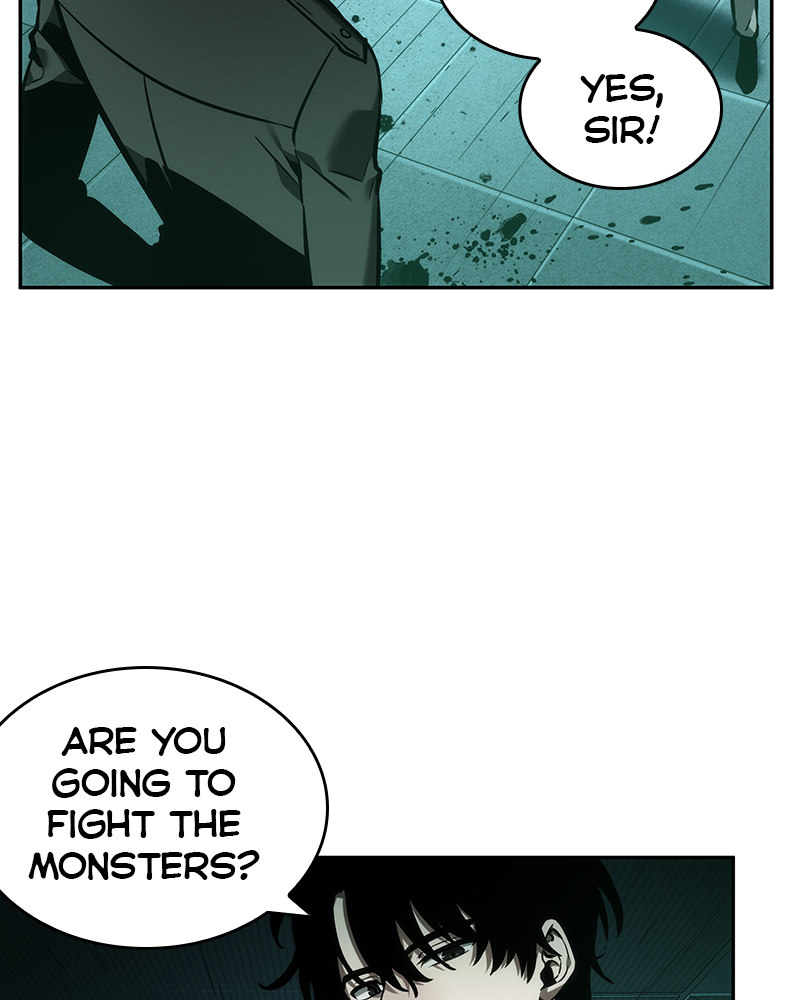 YES,
SIR!
ARE YOU
GOING TO
FIGHT THE
MONSTERS?